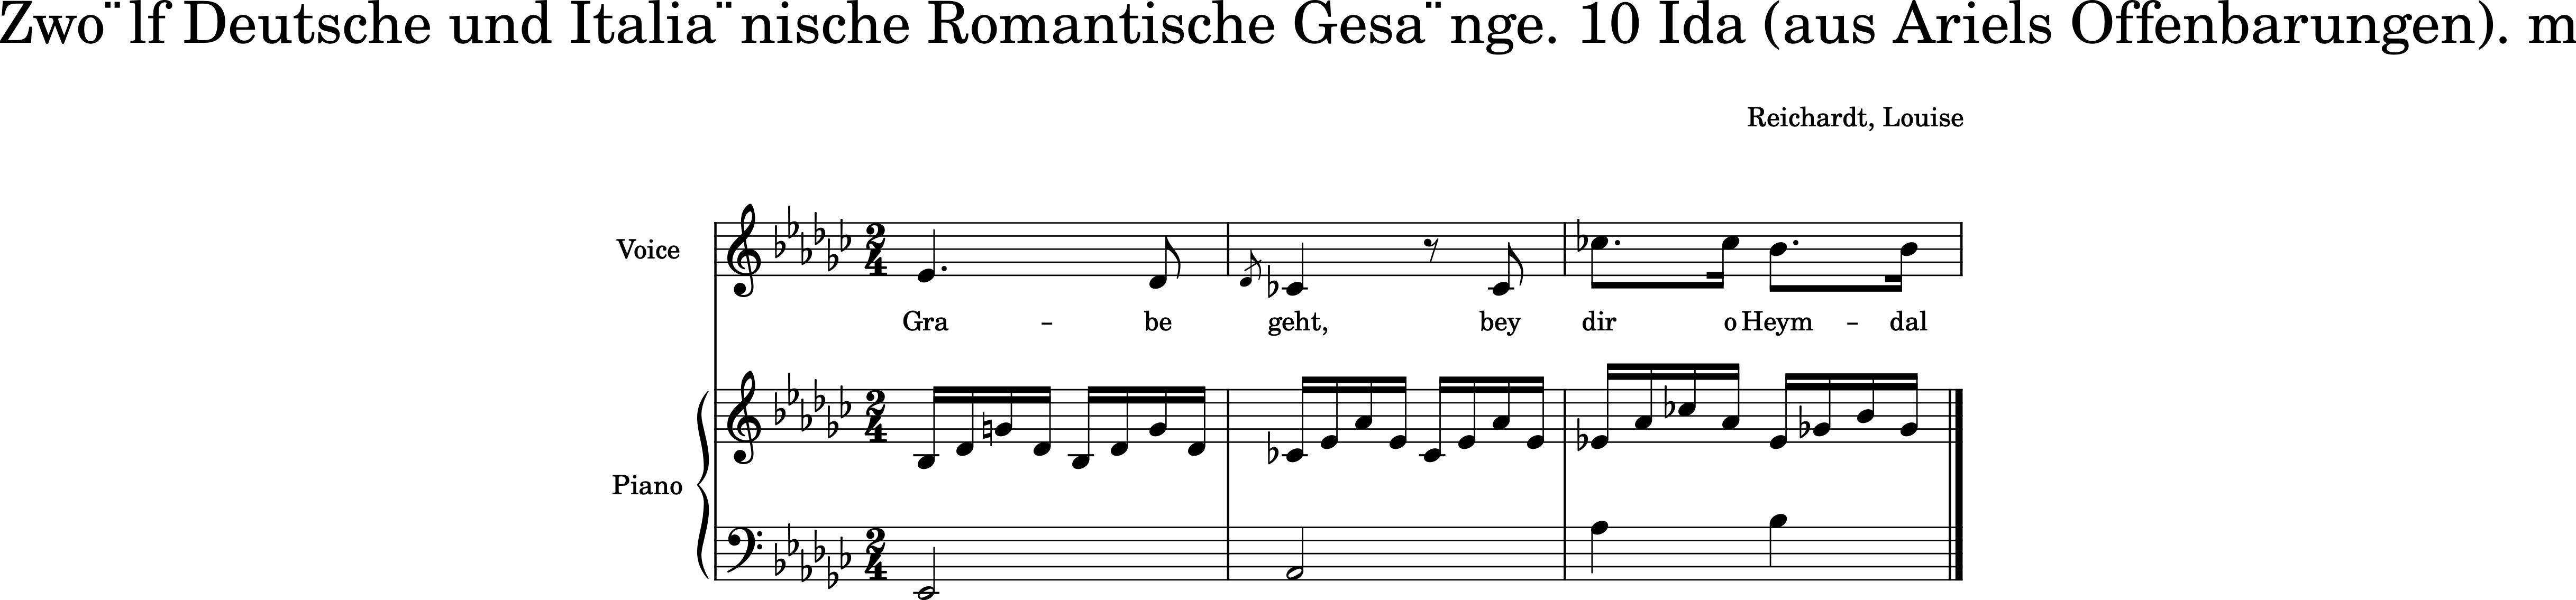 Zwo¨lf Deutsche und Italia¨nische Romantische Gesa¨nge. 10 Ida (aus Ariels Offenbarungen). m
Reichardt, Louise
Voice
Gra - be geht, bey dir o Heym - dal
Piano